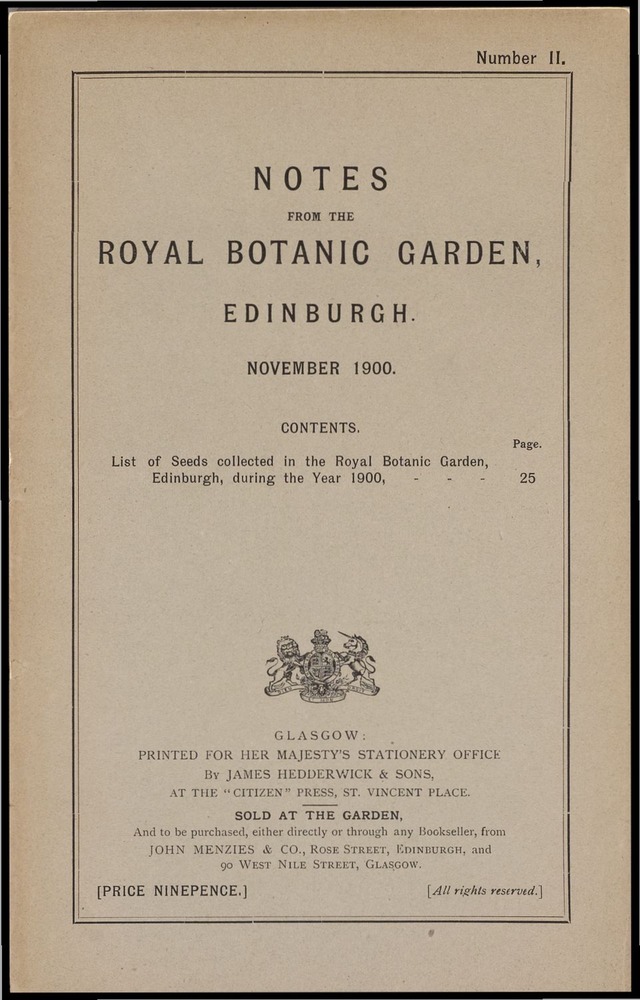 Number II.
NOTES
FROM THE
ROYAL BOTANIC GARDEN,
EDINBURGH.
NOVEMBER 1900.
CONTENTS.
Page.
List of Seeds collected in the Royal Botanic Garden,
Edinburgh, during the Year 1900, - - - 25
GLASGOW:
PRINTED FOR HER MAJESTY'S STATIONERY OFFICE
By JAMES HEDDERWICK & SONS,
AT THE "CITIZEN" PRESS, ST. VINCENT PLACE.
SOLD AT THE GARDEN,
And to be purchased, either directly or through any Bookseller, from
JOHN MENZIES & CO., ROSE STREET, EDINBURGH, and
90 WEST NILE STREET, GLASGOW.
[PRICE NINEPENCE.] [All rights reserved.]